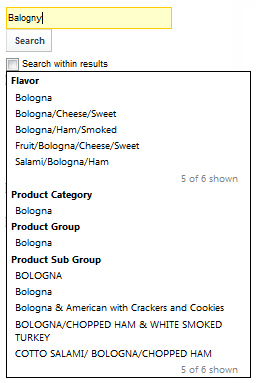 Balogny
Search
Search within results
Flavor
Bologna
Bologna/Cheese/Sweet
Bologna/Ham/Smoked
Fruit/Bologna/Cheese/Sweet
Salami/Bologna/Ham
5 of 6 shown
Product Category
Bologna
Product Group
Bologna
Product Sub Group
BOLOGNA
Bologna
Bologna & American with Crackers and Cookies
BOLOGNA/CHOPPED HAM & WHITE SMOKED
TURKEY
COTTO SALAMI/ BOLOGNA/CHOPPED HAM
5 of 6 shown